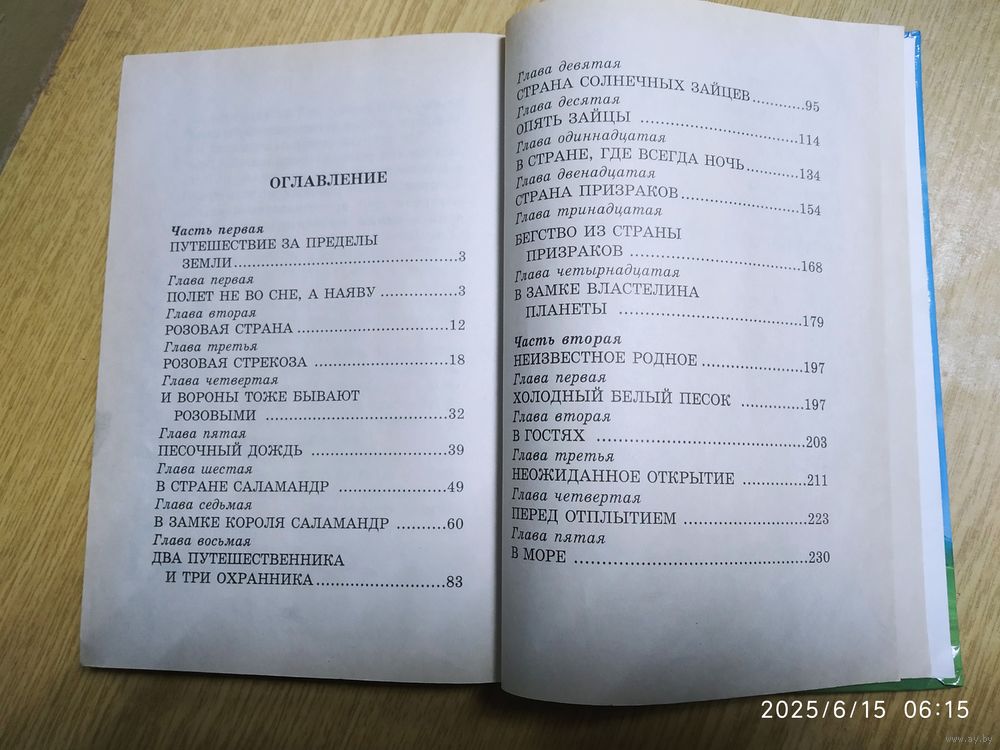 ОГЛАВЛЕНИЕ
Часть первая
ПУТЕШЕСТВИЕ ЗА ПРЕДЕЛЫ
ЗЕМЛИ..............................3
Глава первая
ПОЛЕТ НЕ ВО СНЕ, А НАЯВУ ..............3
Глава вторая
РОЗОВАЯ СТРАНА ..........................12
Глава третья
РОЗОВАЯ СТРЕКОЗА ......................18
Глава четвертая
И ВОРОНЫ ТОЖЕ БЫВАЮТ
РОЗОВЫМИ ............................32
Глава пятая
ПЕСОЧНЫЙ ДОЖДЬ ......................39
Глава шестая
В СТРАНЕ САЛАМАНДР ..................49
Глава седьмая
В ЗАМКЕ КОРОЛЯ САЛАМАНДР ..........60
Глава восьмая
ДВА ПУТЕШЕСТВЕННИКА
И ТРИ ОХРАННИКА.....................83
Глава девятая
СТРАНА СОЛНЕЧНЫХ ЗАЙЦЕВ...........95
Глава десятая
ОПЯТЬ ЗАЙЦЫ ..........................114
Глава одиннадцатая
В СТРАНЕ, ГДЕ ВСЕГДА НОЧЬ............134
Глава двенадцатая
СТРАНА ПРИЗРАКОВ......................154
Глава тринадцатая
БЕГСТВО ИЗ СТРАНЫ
ПРИЗРАКОВ ..........................168
Глава четырнадцатая
В ЗАМКЕ ВЛАСТЕЛИНА
ПЛАНЕТЫ ............................179
Часть вторая
НЕИЗВЕСТНОЕ РОДНОЕ ...................197
Глава первая
ХОЛОДНЫЙ БЕЛЫЙ ПЕСОК .............197
Глава вторая
В ГОСТЯХ ................................203
Глава третья
НЕОЖИДАННОЕ ОТКРЫТИЕ .............211
Глава четвертая
ПЕРЕД ОТПЛЫТИЕМ ......................223
Глава пятая
В МОРЕ ...................................230
2025/6/15 06:15
www.ay.by